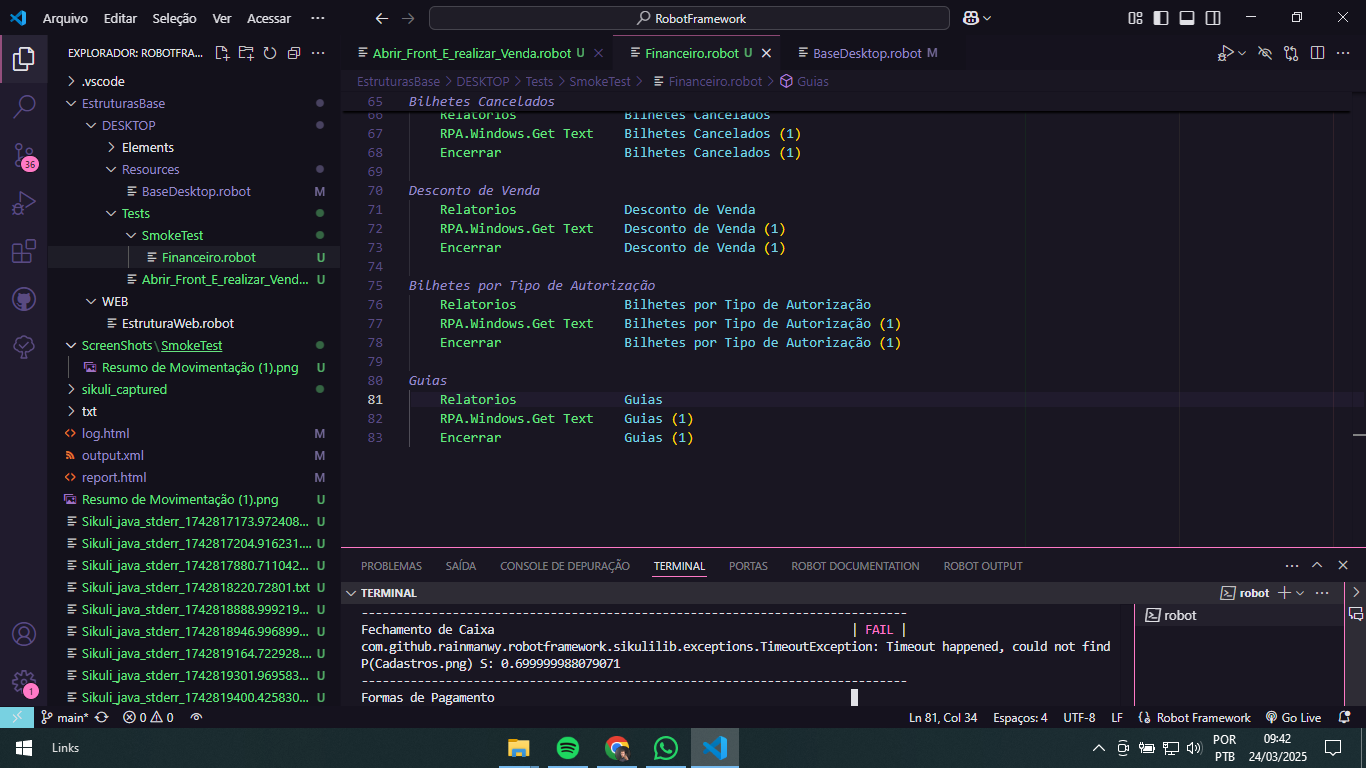 Arquivo Editar Seleção Ver Acessar ···
RobotFramework
EXPLORADOR: ROBOTFRA...
.vscode
EstruturasBase
DESKTOP
Elements
Resources
BaseDesktop.robot M
Tests
SmokeTest
Financeiro.robot U
Abrir_Front_E_realizar_Vend... U
WEB
EstruturaWeb.robot
ScreenShots\SmokeTest
Resumo de Movimentação (1).png U
sikuli_captured
txt
log.html M
output.xml M
report.html M
Resumo de Movimentação (1).png U
Sikuli_java_stderr_1742817173.972408... U
Sikuli_java_stderr_1742817204.916231.... U
Sikuli_java_stderr_1742817880.711042... U
Sikuli_java_stderr_1742818220.72801.txt U
Sikuli_java_stderr_1742818888.999219... U
Sikuli_java_stderr_1742818946.996899... U
Sikuli_java_stderr_1742819164.722928... U
Sikuli_java_stderr_1742819301.969583... U
Sikuli_java_stderr_1742819400.425830... U
36
1
Abrir_Front_E_realizar_Venda.robot U
Financeiro.robot U
BaseDesktop.robot M
EstruturasBase > DESKTOP > Tests > SmokeTest > Financeiro.robot > Guias
65 Bilhetes Cancelados
66 Relatorios Bilhetes Cancelados
67 RPA.Windows.Get Text Bilhetes Cancelados (1)
68 Encerrar Bilhetes Cancelados (1)
69
70 Desconto de Venda
71 Relatorios Desconto de Venda
72 RPA.Windows.Get Text Desconto de Venda (1)
73 Encerrar Desconto de Venda (1)
74
75 Bilhetes por Tipo de Autorização
76 Relatorios Bilhetes por Tipo de Autorização
77 RPA.Windows.Get Text Bilhetes por Tipo de Autorização (1)
78 Encerrar Bilhetes por Tipo de Autorização (1)
79
80 Guias
81 Relatorios Guias
82 RPA.Windows.Get Text Guias (1)
83 Encerrar Guias (1)
PROBLEMAS SAÍDA CONSOLE DE DEPURAÇÃO TERMINAL PORTAS ROBOT DOCUMENTATION ROBOT OUTPUT
TERMINAL
robot
robot
------------------------------------------------------------------------------
Fechamento de Caixa | FAIL |
com.github.rainmanwy.robotframework.sikulilib.exceptions.TimeoutException: Timeout happened, could not find
P(Cadastros.png) S: 0.699999988079071
------------------------------------------------------------------------------
Formas de Pagamento
main* 0 0 Ln 81, Col 34 Espaços: 4 UTF-8 LF Robot Framework Go Live
Links
POR
PTB
09:42
24/03/2025